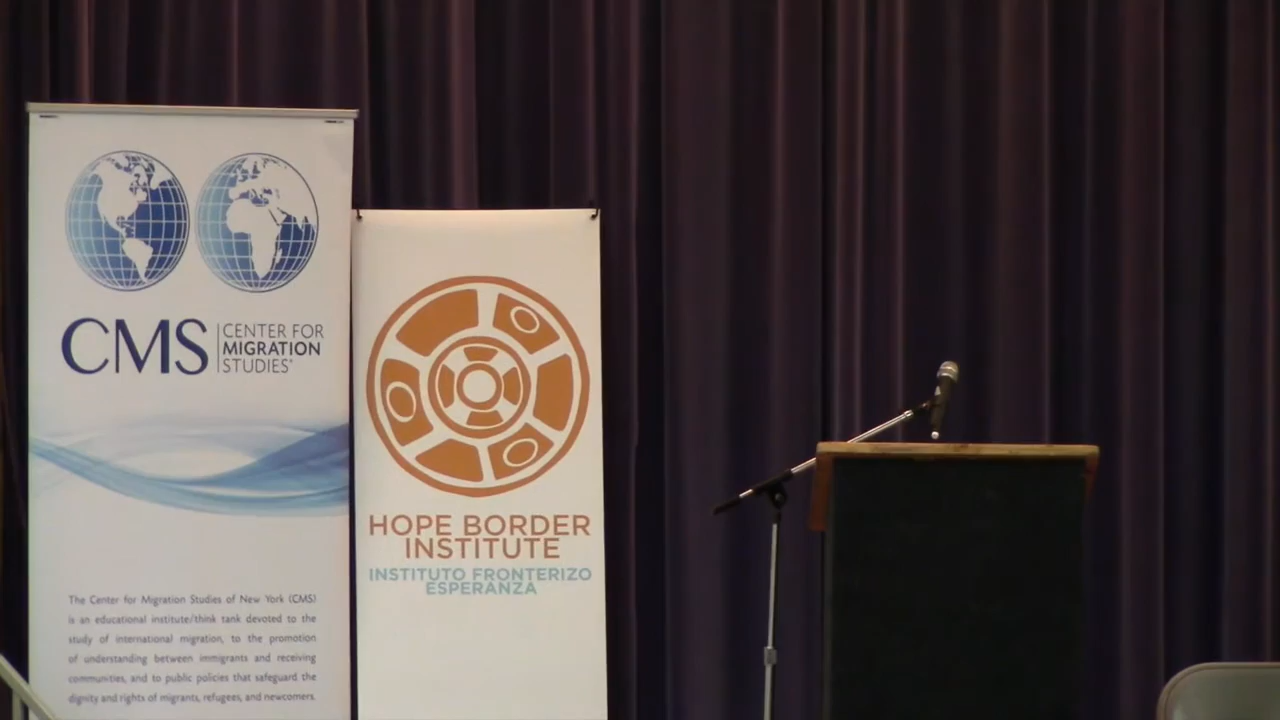 CMS
CENTER FOR
MIGRATION
STUDIES®
The Center for Migration Studies of New York (CMS)
is an educational institute/think tank devoted to the
study of international migration, to the promotion
of understanding between immigrants and receiving
communities, and to public policies that safeguard the
dignity and rights of migrants, refugees, and newcomers.
HOPE BORDER
INSTITUTE
INSTITUTO FRONTERIZO
ESPERANZA